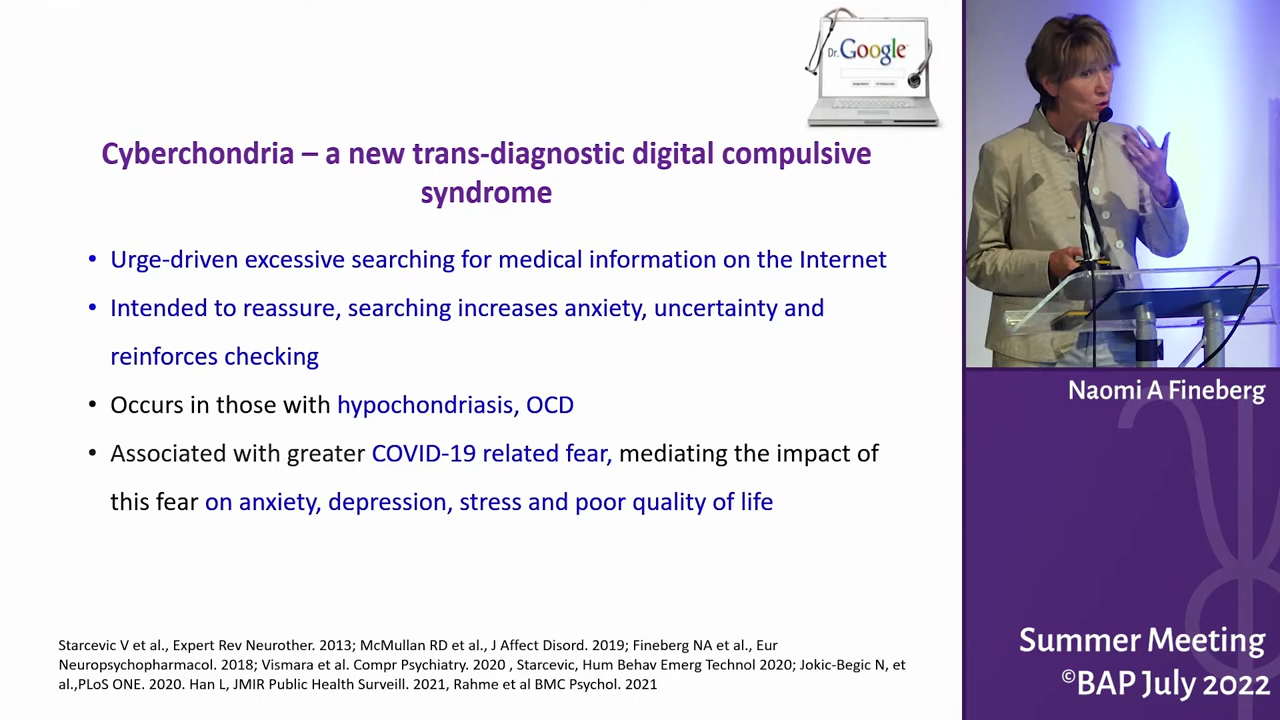 Dr.Google
Cyberchondria – a new trans-diagnostic digital compulsive
syndrome
• Urge-driven excessive searching for medical information on the Internet
• Intended to reassure, searching increases anxiety, uncertainty and
reinforces checking
• Occurs in those with hypochondriasis, OCD
• Associated with greater COVID-19 related fear, mediating the impact of
this fear on anxiety, depression, stress and poor quality of life
Starcevic V et al., Expert Rev Neurother. 2013; McMullan RD et al., J Affect Disord. 2019; Fineberg NA et al., Eur
Neuropsychopharmacol. 2018; Vismara et al. Compr Psychiatry. 2020 , Starcevic, Hum Behav Emerg Technol 2020; Jokic-Begic N, et
al.,PLoS ONE. 2020. Han L, JMIR Public Health Surveill. 2021, Rahme et al BMC Psychol. 2021
Naomi A Fineberg
Summer Meeting
©BAP July 2022